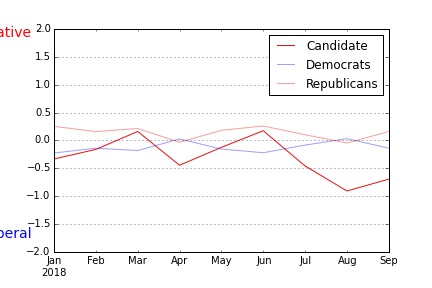 ative
2.0
1.5
1.0
0.5
0.0
−0.5
−1.0
−1.5
−2.0
beral
Candidate
Democrats
Republicans
Jan Feb Mar Apr May Jun Jul Aug Sep
2018